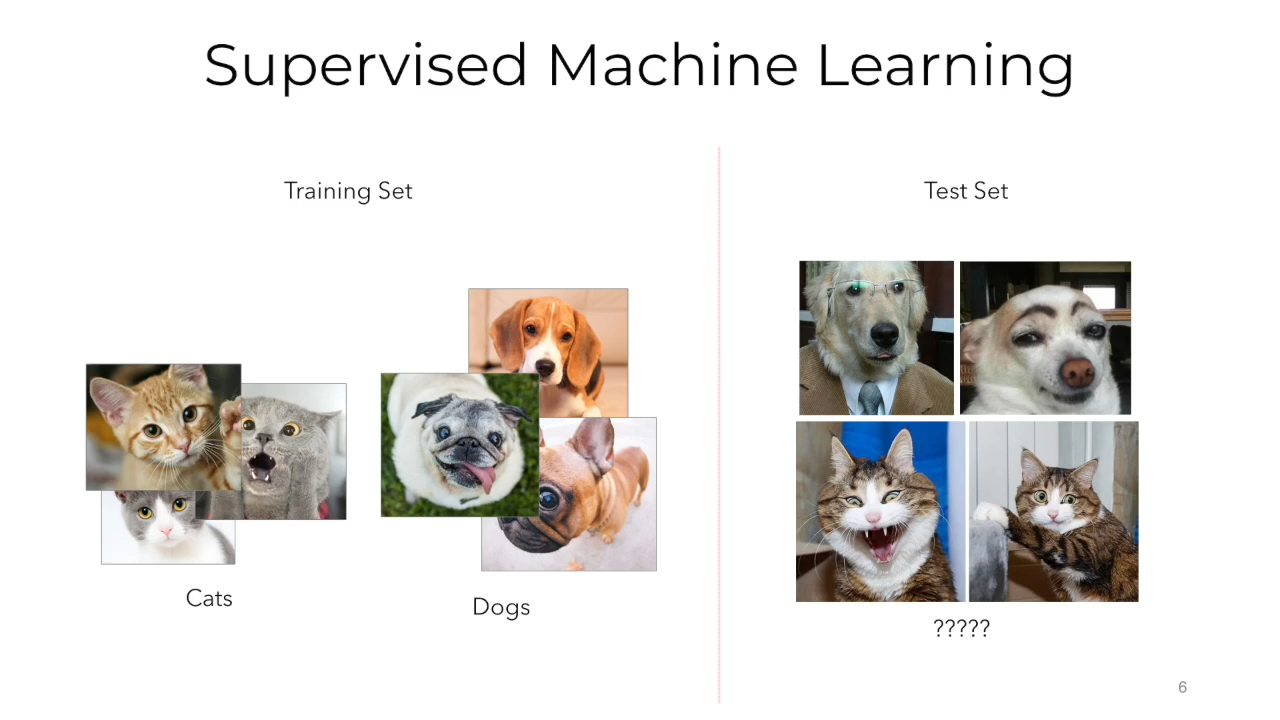 Supervised Machine Learning
Training Set
Test Set
Cats
Dogs
?????
6